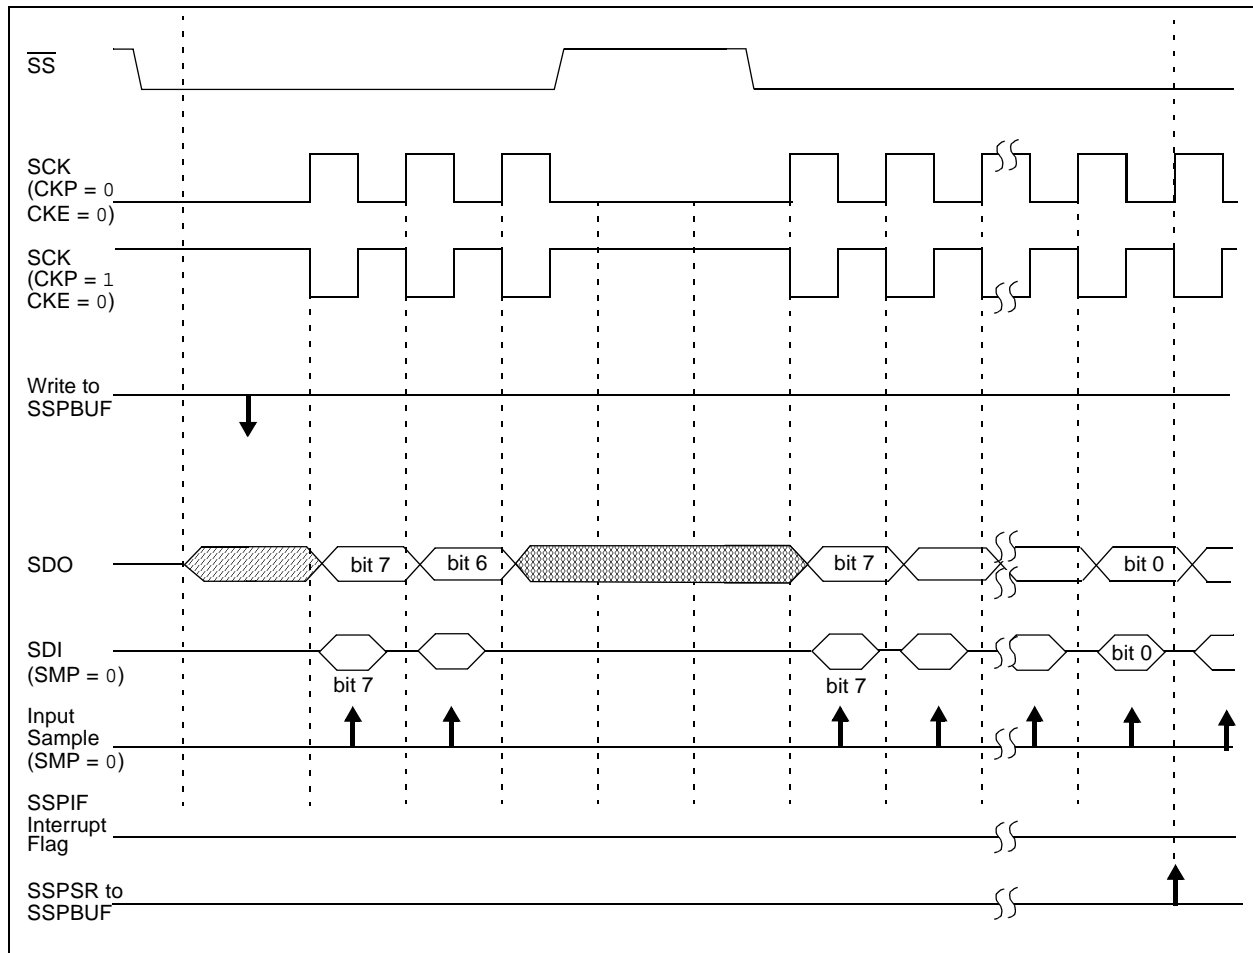 SS
SCK
(CKP = 0
CKE = 0)
SCK
(CKP = 1
CKE = 0)
Write to
SSPBUF
SDO
bit 7
bit 6
bit 7
bit 0
SDI
(SMP = 0)
bit 7
bit 7
bit 0
Input
Sample
(SMP = 0)
SSPIF
Interrupt
Flag
SSPSR to
SSPBUF